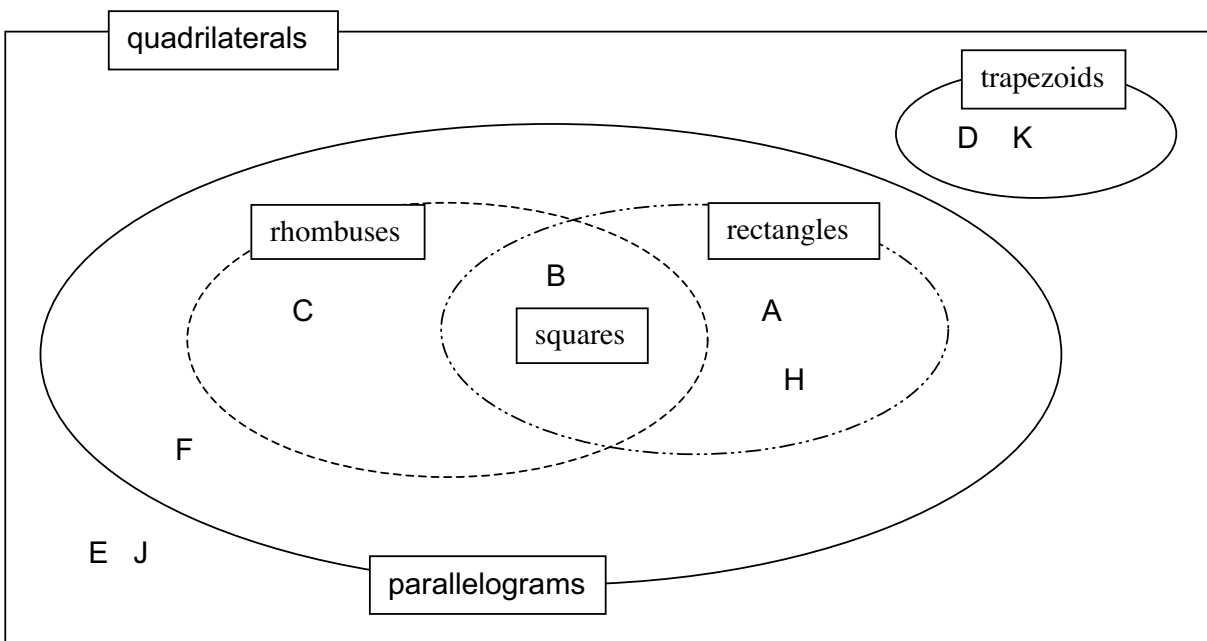 quadrilaterals
trapezoids
D K
rhombuses
rectangles
B
C
A
squares
H
F
E J
parallelograms